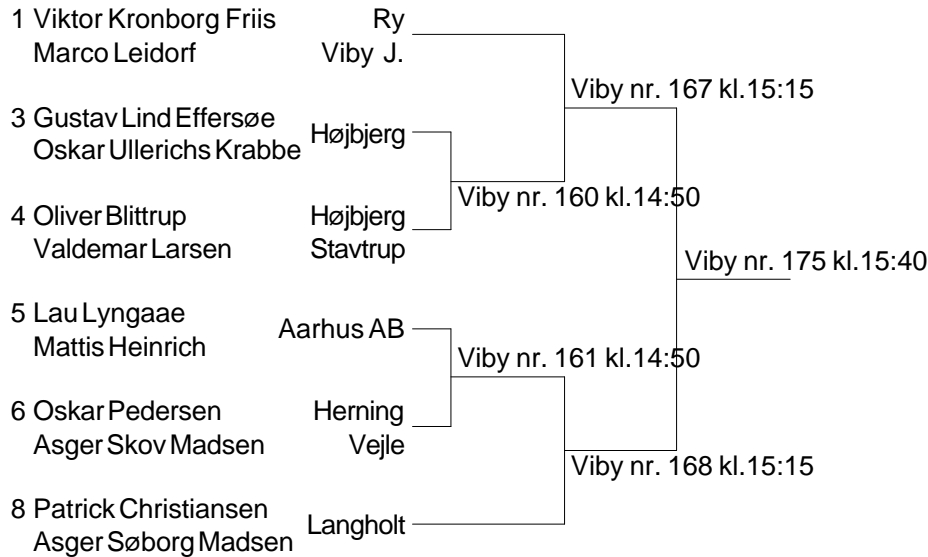 1 Viktor Kronborg Friis Ry
Marco Leidorf Viby J.
Viby nr. 167 kl.15:15
3 Gustav Lind Effersøe
Højbjerg
Oskar Ullerichs Krabbe
Viby nr. 160 kl.14:50
4 Oliver Blittrup Højbjerg
Valdemar Larsen Stavtrup
Viby nr. 175 kl.15:40
5 Lau Lyngaae
Aarhus AB
Mattis Heinrich
Viby nr. 161 kl.14:50
6 Oskar Pedersen Herning
Asger Skov Madsen Vejle
Viby nr. 168 kl.15:15
8 Patrick Christiansen
Langholt
Asger Søborg Madsen